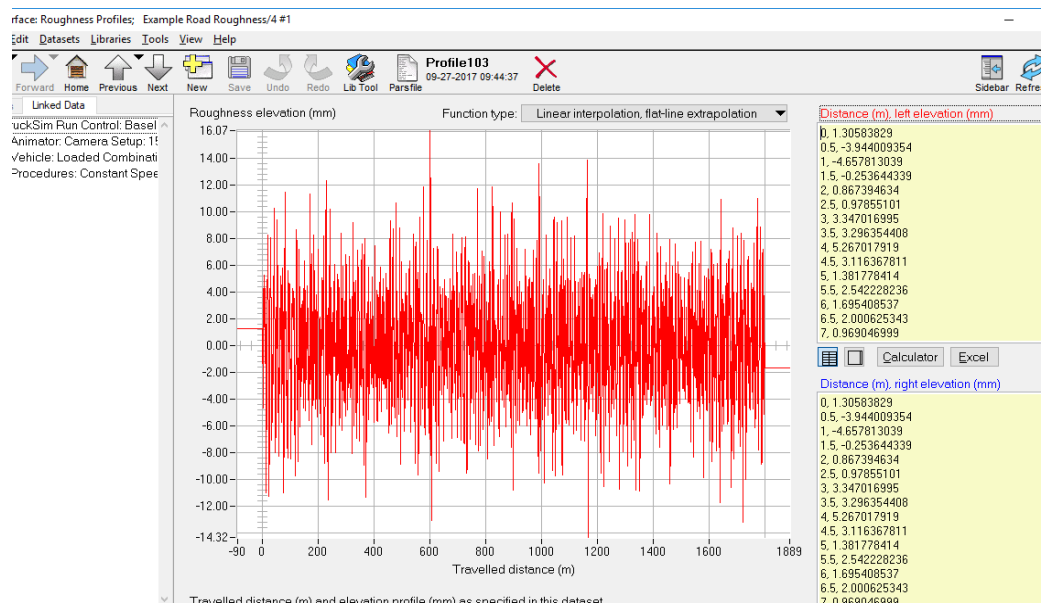 rface: Roughness Profiles; Example Road Roughness/4 #1
Edit Datasets Libraries Tools View Help
Forward Home Previous Next New Save Undo Redo Lib Tool Parsfile
Profile103
09-27-2017 09:44:37
Delete Sidebar Refres
Linked Data
ruckSim Run Control: Basel
Animator: Camera Setup: 15
Vehicle: Loaded Combinati
Procedures: Constant Spee
Roughness elevation (mm)
Function type: Linear interpolation, flat-line extrapolation
16.07
14.00
12.00
10.00
8.00
6.00
4.00
2.00
0.00
-2.00
-4.00
-6.00
-8.00
-10.00
-12.00
-14.32
-90 0 200 400 600 800 1000 1200 1400 1600 1889
Travelled distance (m)
Travelled distance (m) and elevation profile (mm) as specified in this dataset
Distance (m), left elevation (mm)
0, 1.30583829
0.5, -3.944009354
1, -4.657813039
1.5, -0.253644339
2, 0.867394634
2.5, 0.97855101
3, 3.347016995
3.5, 3.296354408
4, 5.267017919
4.5, 3.116367811
5, 1.381778414
5.5, 2.542228236
6, 1.695408537
6.5, 2.000625343
7, 0.969046999
Calculator Excel
Distance (m), right elevation (mm)
0, 1.30583829
0.5, -3.944009354
1, -4.657813039
1.5, -0.253644339
2, 0.867394634
2.5, 0.97855101
3, 3.347016995
3.5, 3.296354408
4, 5.267017919
4.5, 3.116367811
5, 1.381778414
5.5, 2.542228236
6, 1.695408537
6.5, 2.000625343
7, 0.969046999